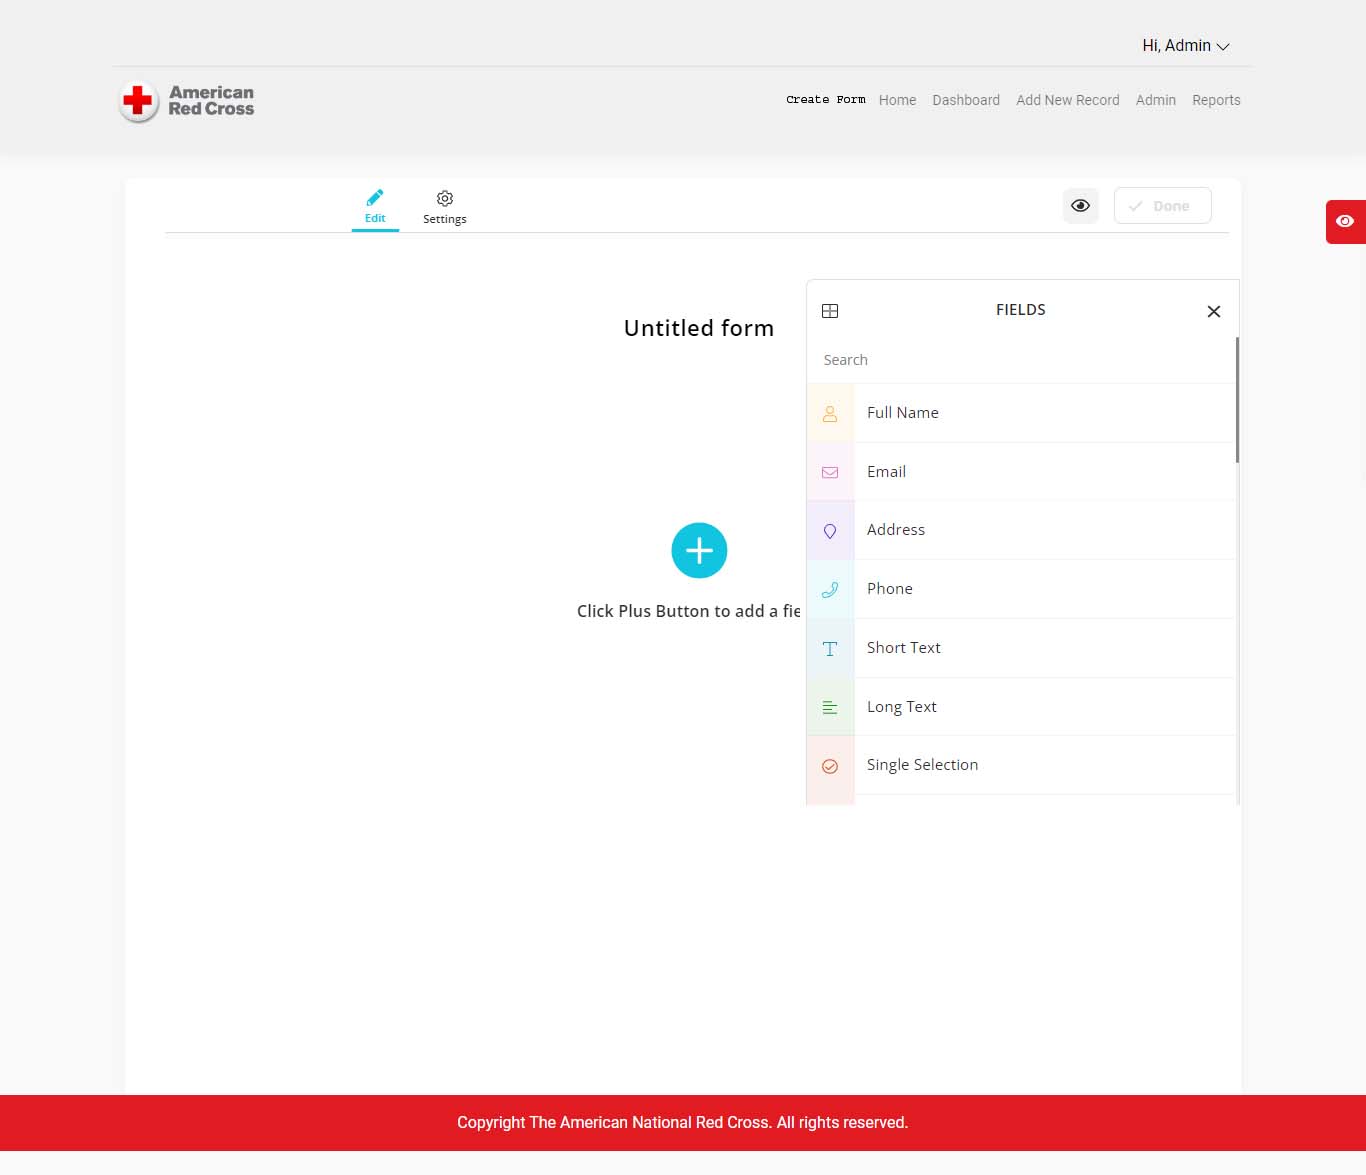 Hi, Admin
American
Red Cross
Create Form Home Dashboard Add New Record Admin Reports
Edit
Settings
Done
Untitled form
FIELDS
Search
Full Name
Email
Address
Phone
Click Plus Button to add a fie
Short Text
Long Text
Single Selection
Copyright The American National Red Cross. All rights reserved.